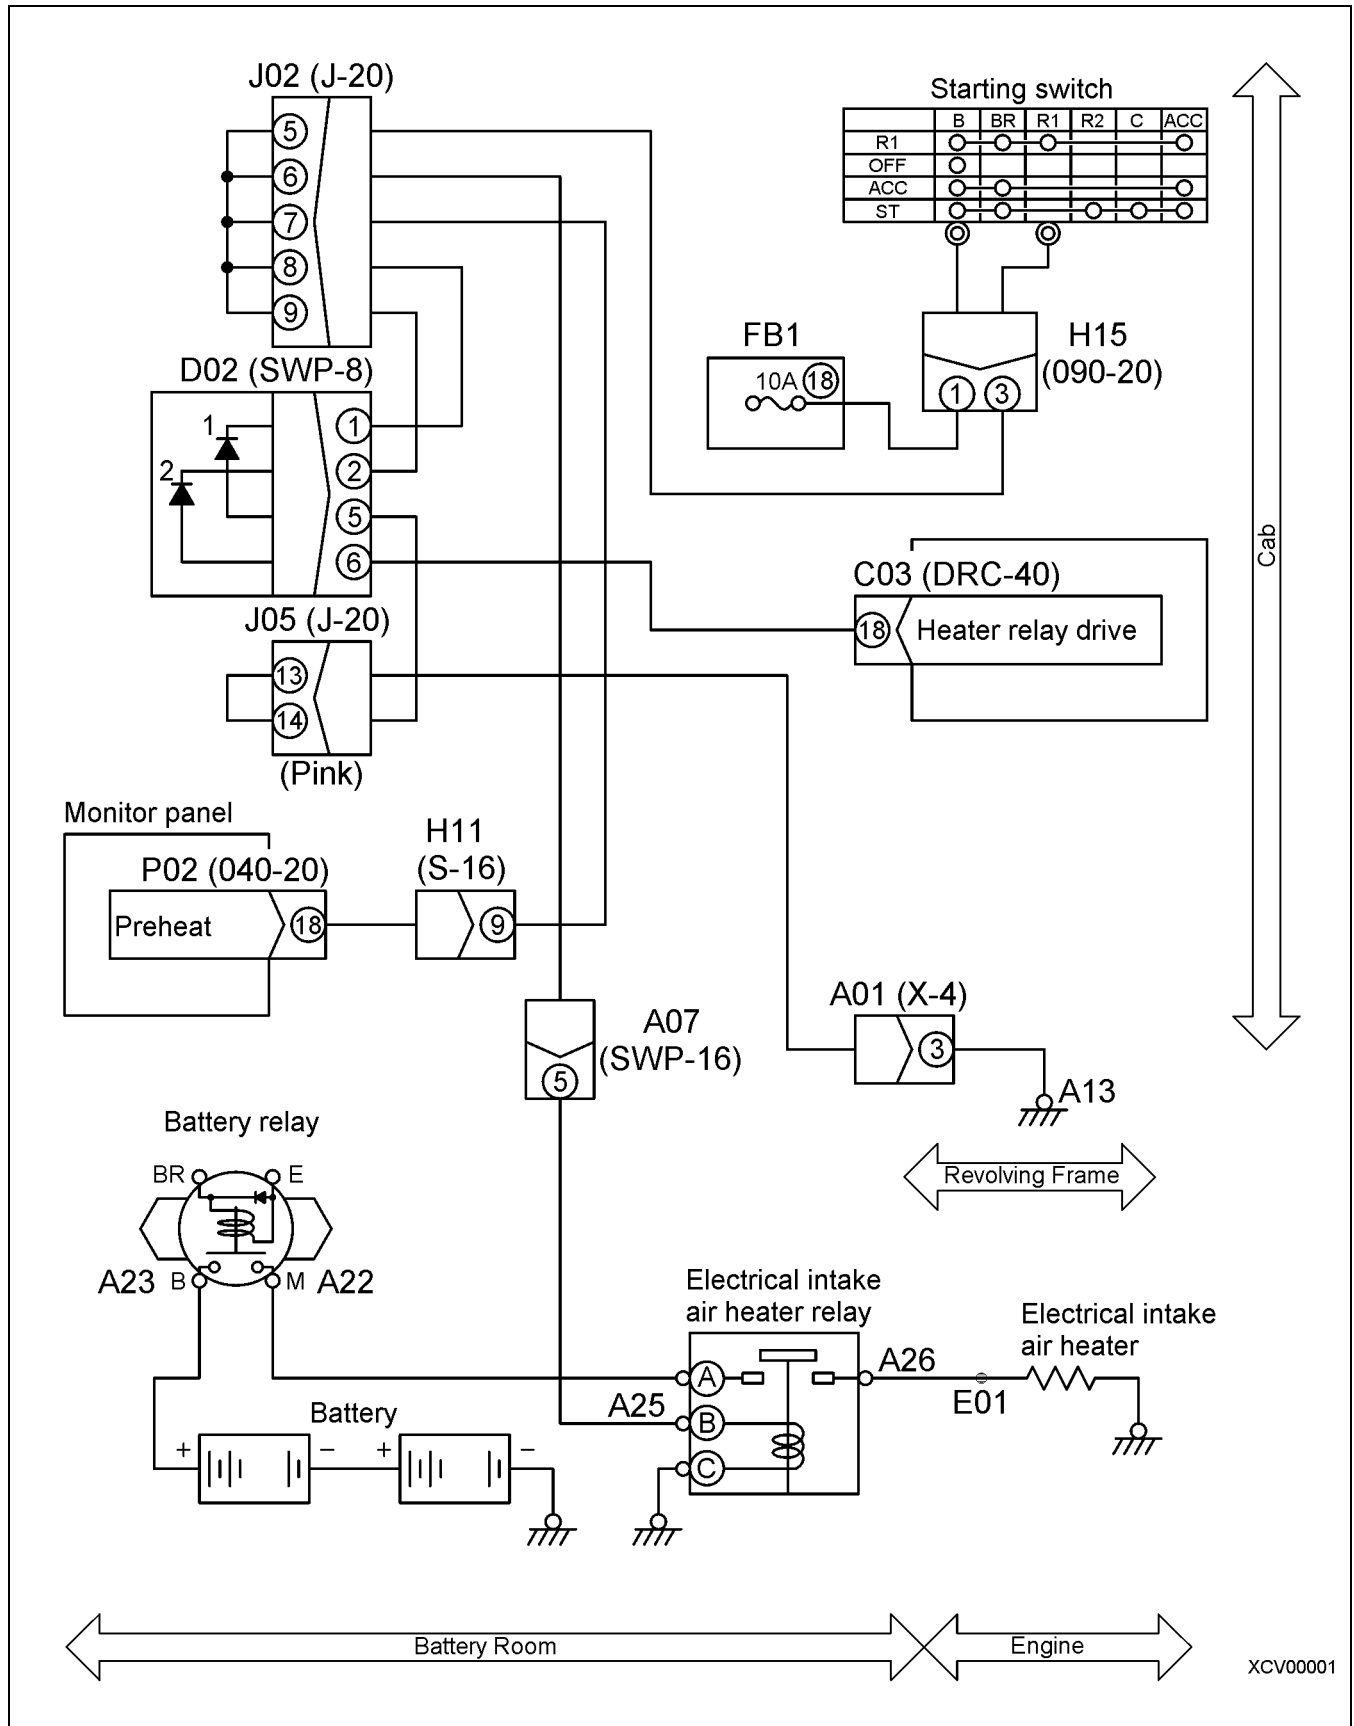 J02 (J-20)
5
6
7
8
9
Starting switch
B BR R1 R2 C ACC
R1
OFF
ACC
ST
FB1
10A 18
H15
(090-20)
1 3
D02 (SWP-8)
1
2
1
2
5
6
C03 (DRC-40)
18 Heater relay drive
Cab
J05 (J-20)
13
14
(Pink)
Monitor panel
P02 (040-20)
Preheat 18
H11
(S-16)
9
A07
(SWP-16)
5
A01 (X-4)
3
A13
Revolving Frame
Battery relay
BR E
A23 B M A22
Electrical intake
air heater relay
A
A25 B
C
A26
E01
Electrical intake
air heater
Battery
+ − + −
Battery Room
Engine
XCV00001